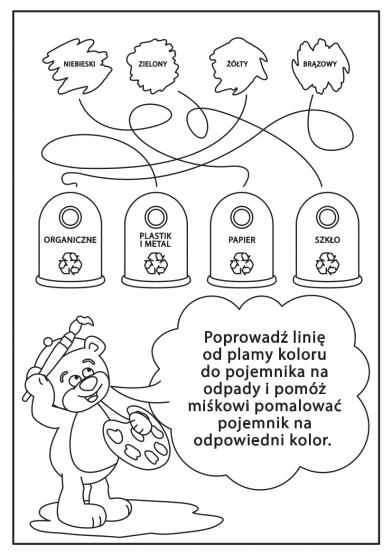 NIEBIESKI
ZIELONY
ŻÓŁTY
BRĄZOWY
ORGANICZNE
PLASTIK
I METAL
PAPIER
SZKŁO
Poprowadź linię
od plamy koloru
do pojemnika na
odpady i pomóż
miśkowi pomalować
pojemnik na
odpowiedni kolor.